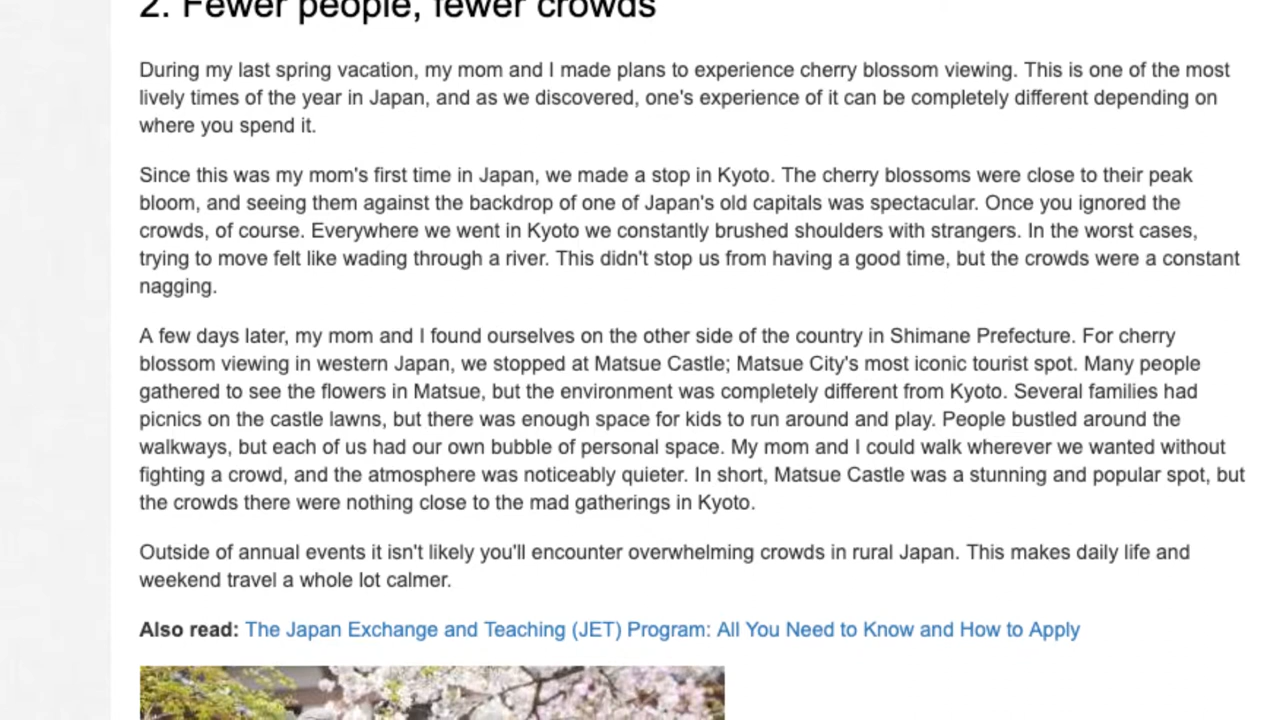 2. Fewer people, fewer crowds
During my last spring vacation, my mom and I made plans to experience cherry blossom viewing. This is one of the most
lively times of the year in Japan, and as we discovered, one's experience of it can be completely different depending on
where you spend it.
Since this was my mom's first time in Japan, we made a stop in Kyoto. The cherry blossoms were close to their peak
bloom, and seeing them against the backdrop of one of Japan's old capitals was spectacular. Once you ignored the
crowds, of course. Everywhere we went in Kyoto we constantly brushed shoulders with strangers. In the worst cases,
trying to move felt like wading through a river. This didn't stop us from having a good time, but the crowds were a constant
nagging.
A few days later, my mom and I found ourselves on the other side of the country in Shimane Prefecture. For cherry
blossom viewing in western Japan, we stopped at Matsue Castle; Matsue City's most iconic tourist spot. Many people
gathered to see the flowers in Matsue, but the environment was completely different from Kyoto. Several families had
picnics on the castle lawns, but there was enough space for kids to run around and play. People bustled around the
walkways, but each of us had our own bubble of personal space. My mom and I could walk wherever we wanted without
fighting a crowd, and the atmosphere was noticeably quieter. In short, Matsue Castle was a stunning and popular spot, but
the crowds there were nothing close to the mad gatherings in Kyoto.
Outside of annual events it isn't likely you'll encounter overwhelming crowds in rural Japan. This makes daily life and
weekend travel a whole lot calmer.
Also read: The Japan Exchange and Teaching (JET) Program: All You Need to Know and How to Apply